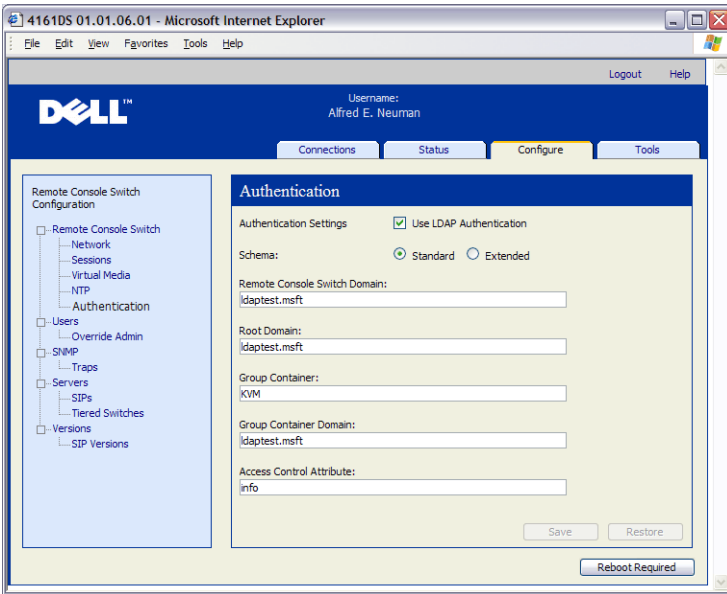 4161DS 01.01.06.01 - Microsoft Internet Explorer
File Edit View Favorites Tools Help
Logout Help
DELL™
Username:
Alfred E. Neuman
Connections Status Configure Tools
Remote Console Switch
Configuration
Remote Console Switch
Network
Sessions
Virtual Media
NTP
Authentication
Users
Override Admin
SNMP
Traps
Servers
SIPs
Tiered Switches
Versions
SIP Versions
Authentication
Authentication Settings Use LDAP Authentication
Schema: Standard Extended
Remote Console Switch Domain:
ldaptest.msft
Root Domain:
ldaptest.msft
Group Container:
KVM
Group Container Domain:
ldaptest.msft
Access Control Attribute:
info
Save Restore
Reboot Required